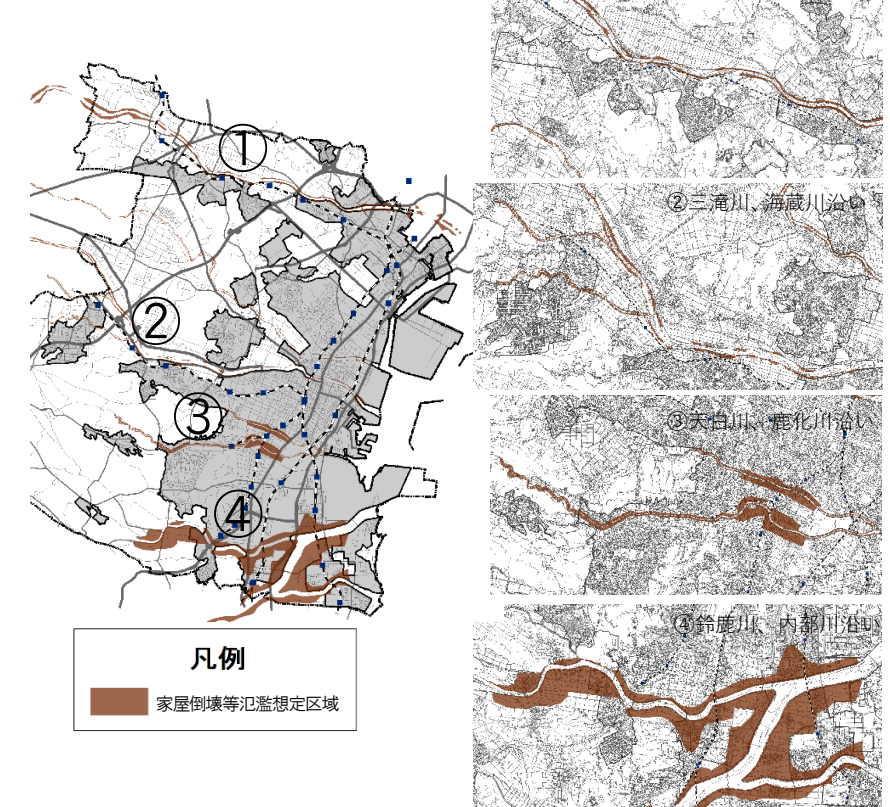 ①
②
③
④
凡例
家屋倒壊等氾濫想定区域
②三滝川、海蔵川沿い
③天白川、鹿化川沿い
④鈴鹿川、内部川沿い